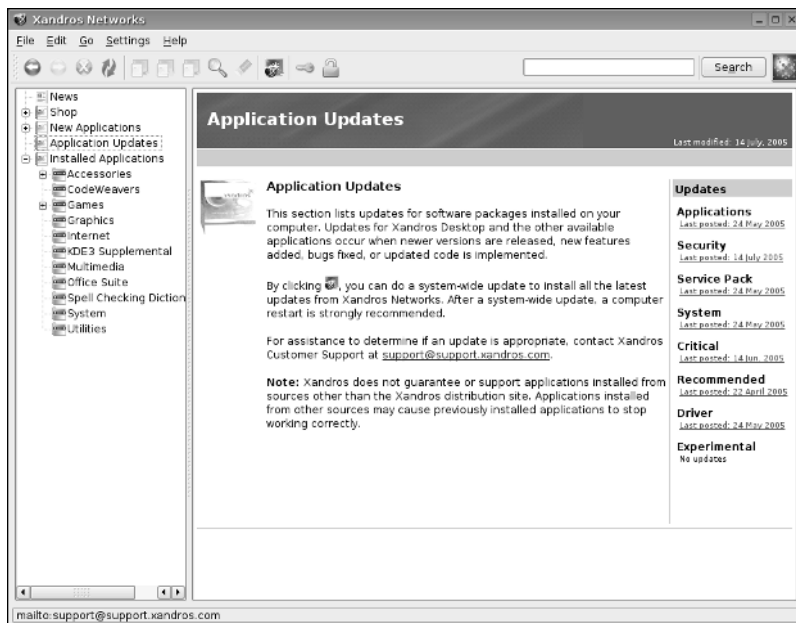 Xandros Networks
File Edit Go Settings Help
Search
News
Shop
New Applications
Application Updates
Installed Applications
Accessories
CodeWeavers
Games
Graphics
Internet
KDE3 Supplemental
Multimedia
Office Suite
Spell Checking Diction
System
Utilities
Application Updates
Last modified: 14 July, 2005
Application Updates
This section lists updates for software packages installed on your
computer. Updates for Xandros Desktop and the other available
applications occur when newer versions are released, new features
added, bugs fixed, or updated code is implemented.
By clicking , you can do a system-wide update to install all the latest
updates from Xandros Networks. After a system-wide update, a computer
restart is strongly recommended.
For assistance to determine if an update is appropriate, contact Xandros
Customer Support at support@support.xandros.com.
Note: Xandros does not guarantee or support applications installed from
sources other than the Xandros distribution site. Applications installed
from other sources may cause previously installed applications to stop
working correctly.
Updates
Applications
Last posted: 24 May 2005
Security
Last posted: 14 July 2005
Service Pack
Last posted: 24 May 2005
System
Last posted: 24 May 2005
Critical
Last posted: 14 Jun, 2005
Recommended
Last posted: 22 April 2005
Driver
Last posted: 24 May 2005
Experimental
No updates
mailto:support@support.xandros.com